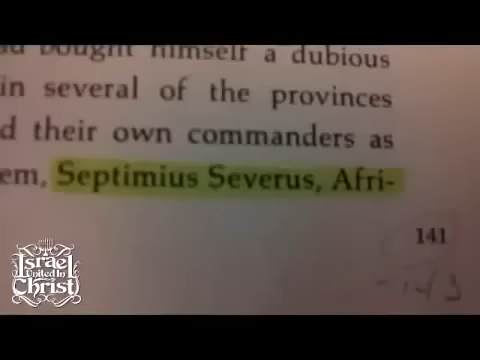 bought himself a dubious
in several of the provinces
d their own commanders as
em, Septimius Severus, Afri-
141
Israel
United In
Christ